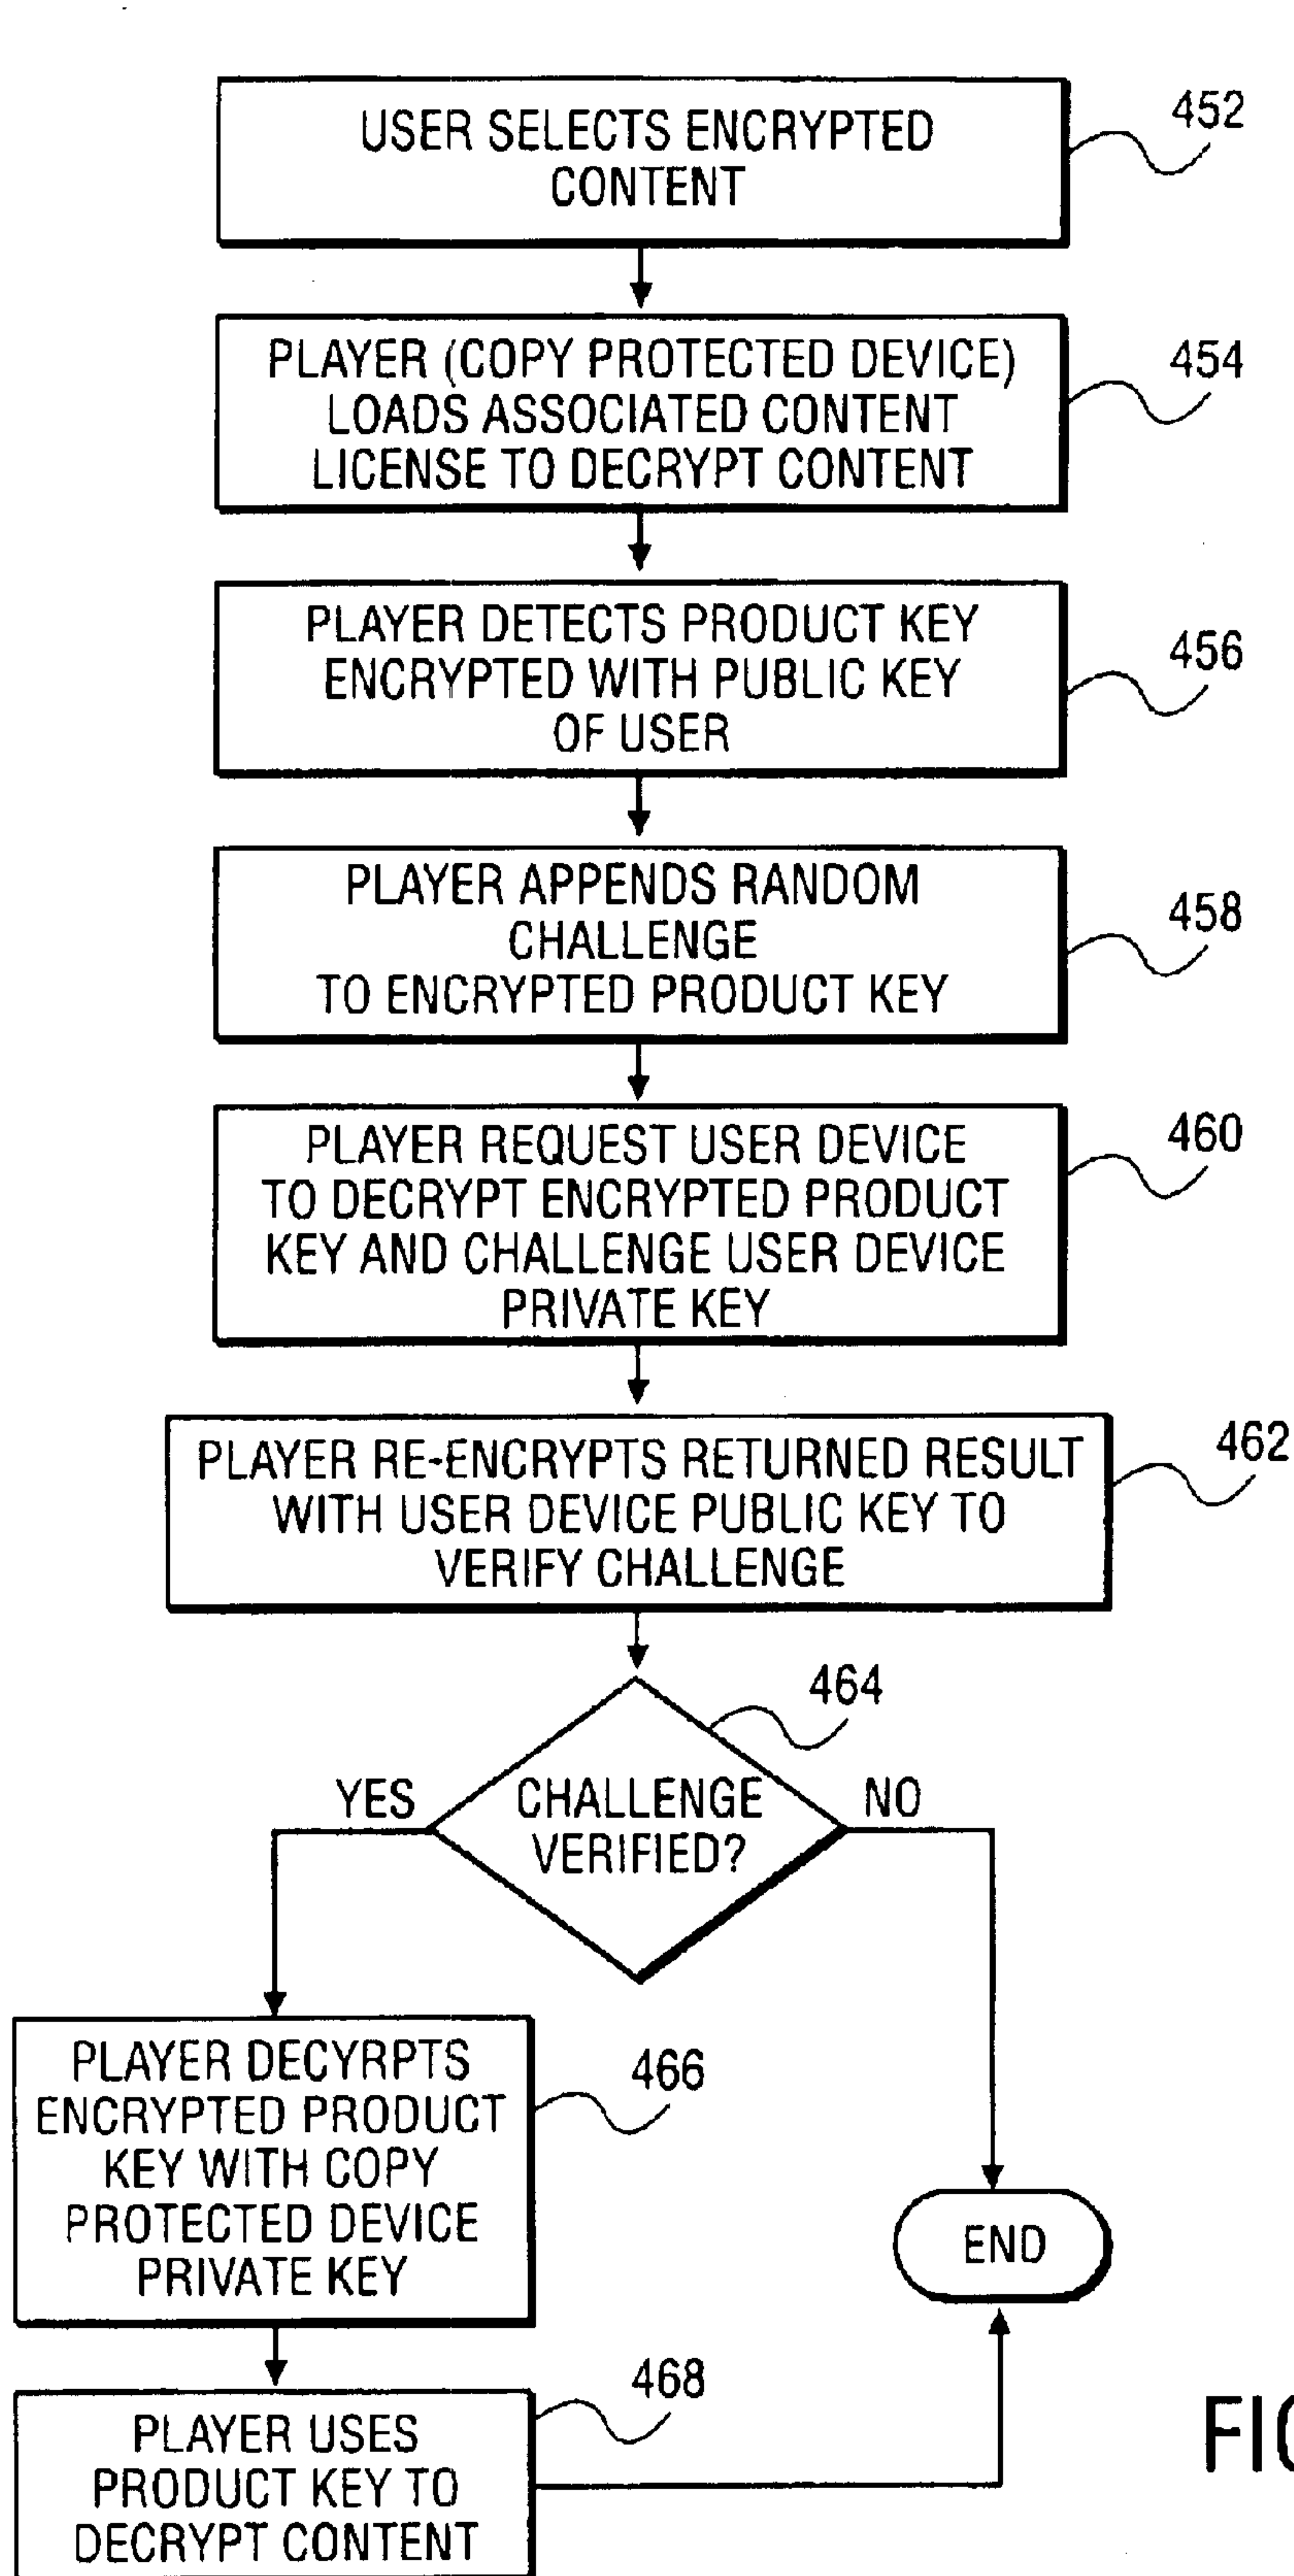 USER SELECTS ENCRYPTED
CONTENT
452
PLAYER (COPY PROTECTED DEVICE)
LOADS ASSOCIATED CONTENT
LICENSE TO DECRYPT CONTENT
454
PLAYER DETECTS PRODUCT KEY
ENCRYPTED WITH PUBLIC KEY
OF USER
456
PLAYER APPENDS RANDOM
CHALLENGE
TO ENCRYPTED PRODUCT KEY
458
PLAYER REQUEST USER DEVICE
TO DECRYPT ENCRYPTED PRODUCT
KEY AND CHALLENGE USER DEVICE
PRIVATE KEY
460
PLAYER RE-ENCRYPTS RETURNED RESULT
WITH USER DEVICE PUBLIC KEY TO
VERIFY CHALLENGE
462
464
YES
CHALLENGE
VERIFIED?
NO
PLAYER DECYRPTS
ENCRYPTED PRODUCT
KEY WITH COPY
PROTECTED DEVICE
PRIVATE KEY
466
END
468
PLAYER USES
PRODUCT KEY TO
DECRYPT CONTENT